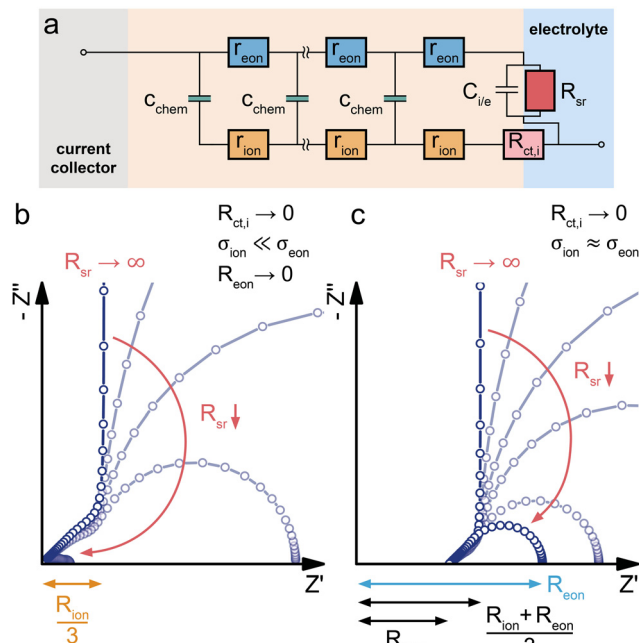 a
electrolyte
r_eon r_eon r_eon
C_i/e R_sr
c_chem c_chem c_chem
r_ion r_ion r_ion R_ct,i
current
collector
b
R_ct,i → 0
σ_ion ≪ σ_eon
R_eon → 0
R_sr → ∞
-Z''
R_sr ↓
Z'
R_ion
3
c
R_ct,i → 0
σ_ion ≈ σ_eon
R_sr → ∞
-Z''
R_sr ↓
Z'
R_eon
R_ion + R_eon